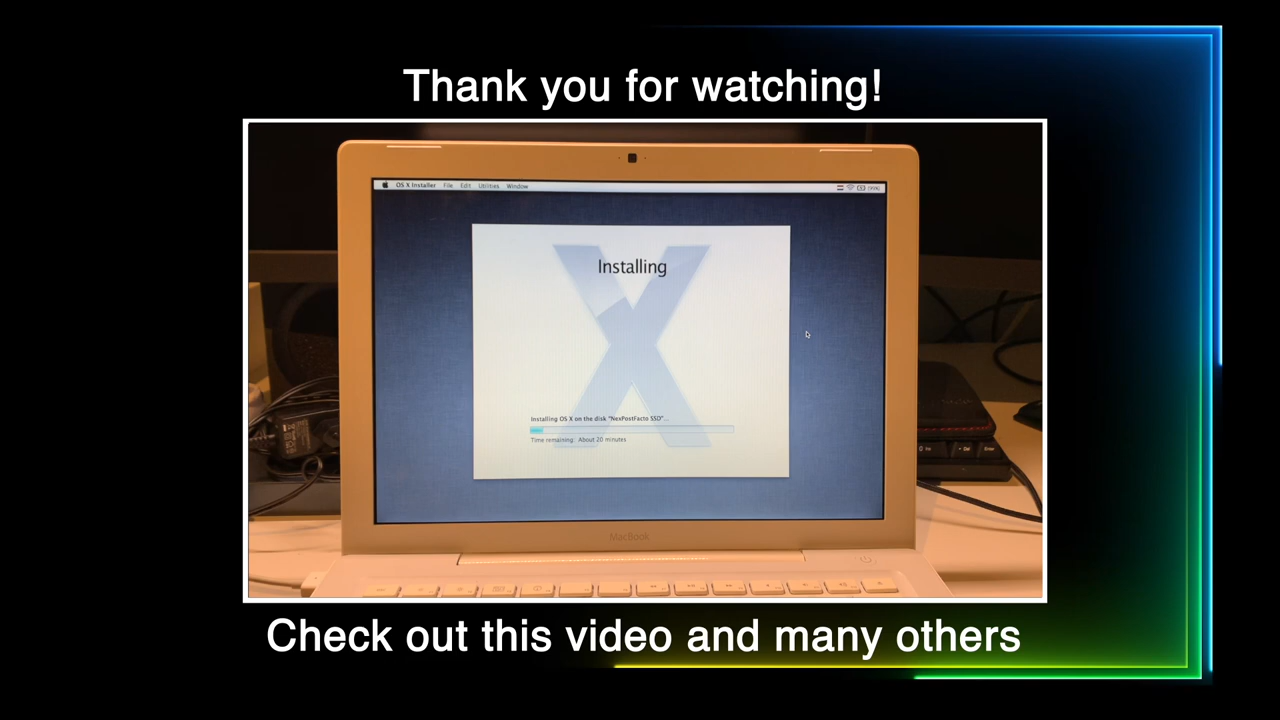 Thank you for watching!
OS X Installer File Edit Utilities Window
Installing
Installing OS X on the disk "NexPostFacto SSD"...
Time remaining: About 20 minutes
MacBook
Check out this video and many others